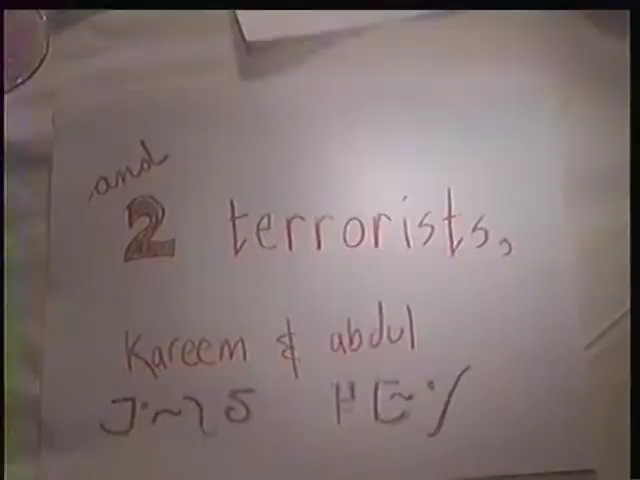 and
2 terrorists,
Kareem & abdul